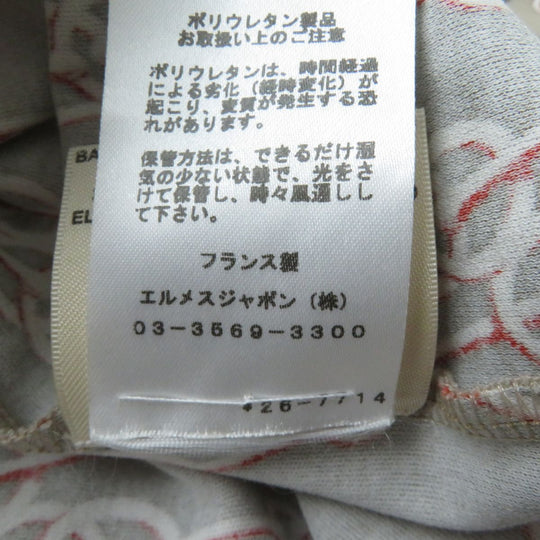 ポリウレタン製品
お取扱い上のご注意
ポリウレタンは、時間経過
による劣化（経時変化）が
起こり、変質が発生する恐
れがあります。
保管方法は、できるだけ湿
気の少ない状態で、光をさ
けて保管し、時々風通しし
て下さい。
フランス製
エルメスジャポン（株）
03-3569-3300
26-7714
BA
EL